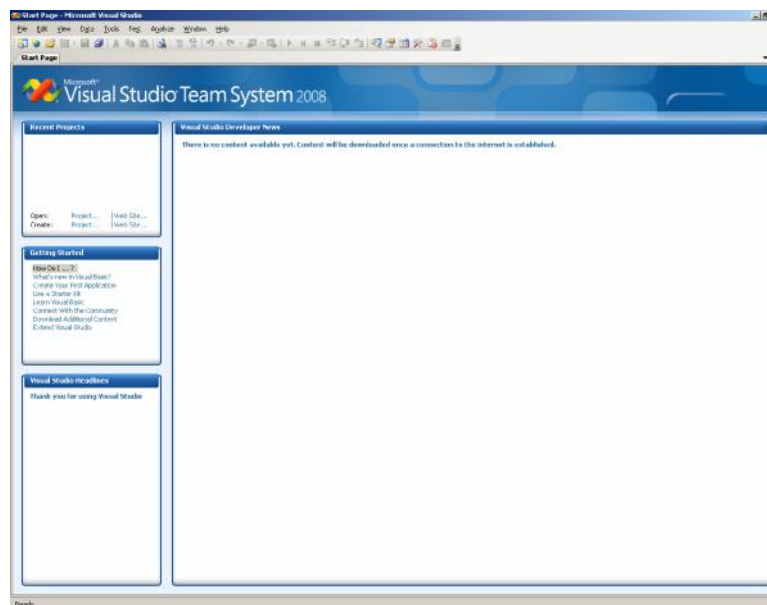 Start Page - Microsoft Visual Studio
File Edit View Data Tools Test Analyze Window Help
Start Page
Microsoft®
Visual Studio Team System 2008
Recent Projects
Open: Project... | Web Site...
Create: Project... | Web Site...
Getting Started
How Do I ... ?
What's new in Visual Basic?
Create Your First Application
Use a Starter Kit
Learn Visual Basic
Connect With the Community
Download Additional Content
Extend Visual Studio
Visual Studio Headlines
Thank you for using Visual Studio
Visual Studio Developer News
There is no content available yet. Content will be downloaded once a connection to the internet is established.
Ready